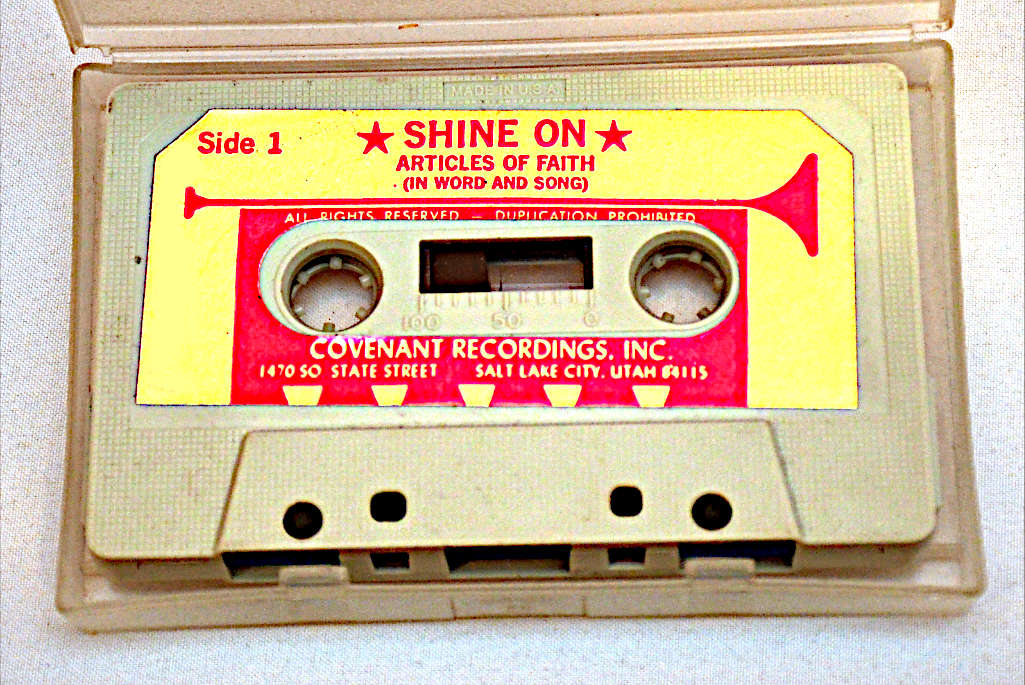 MADE IN U.S.A.
Side 1
★ SHINE ON ★
ARTICLES OF FAITH
(IN WORD AND SONG)
ALL RIGHTS RESERVED — DUPLICATION PROHIBITED
100 50 0
COVENANT RECORDINGS, INC.
1470 SO STATE STREET SALT LAKE CITY, UTAH 84115